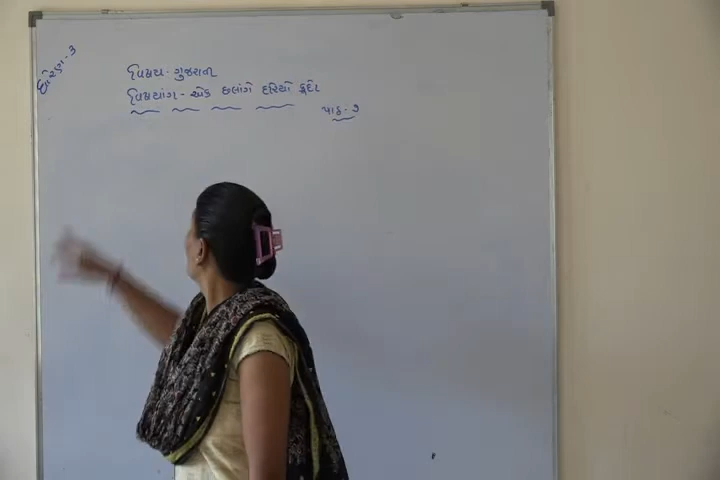 ધોરણ-૩
વિષય - ગુજરાતી
વિષયાંગ - એક છલાંગે દરિયો કૂદ્યો
પાઠ - ૭